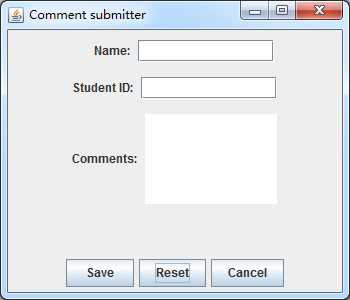 Comment submitter
Name:
Student ID:
Comments:
Save Reset Cancel